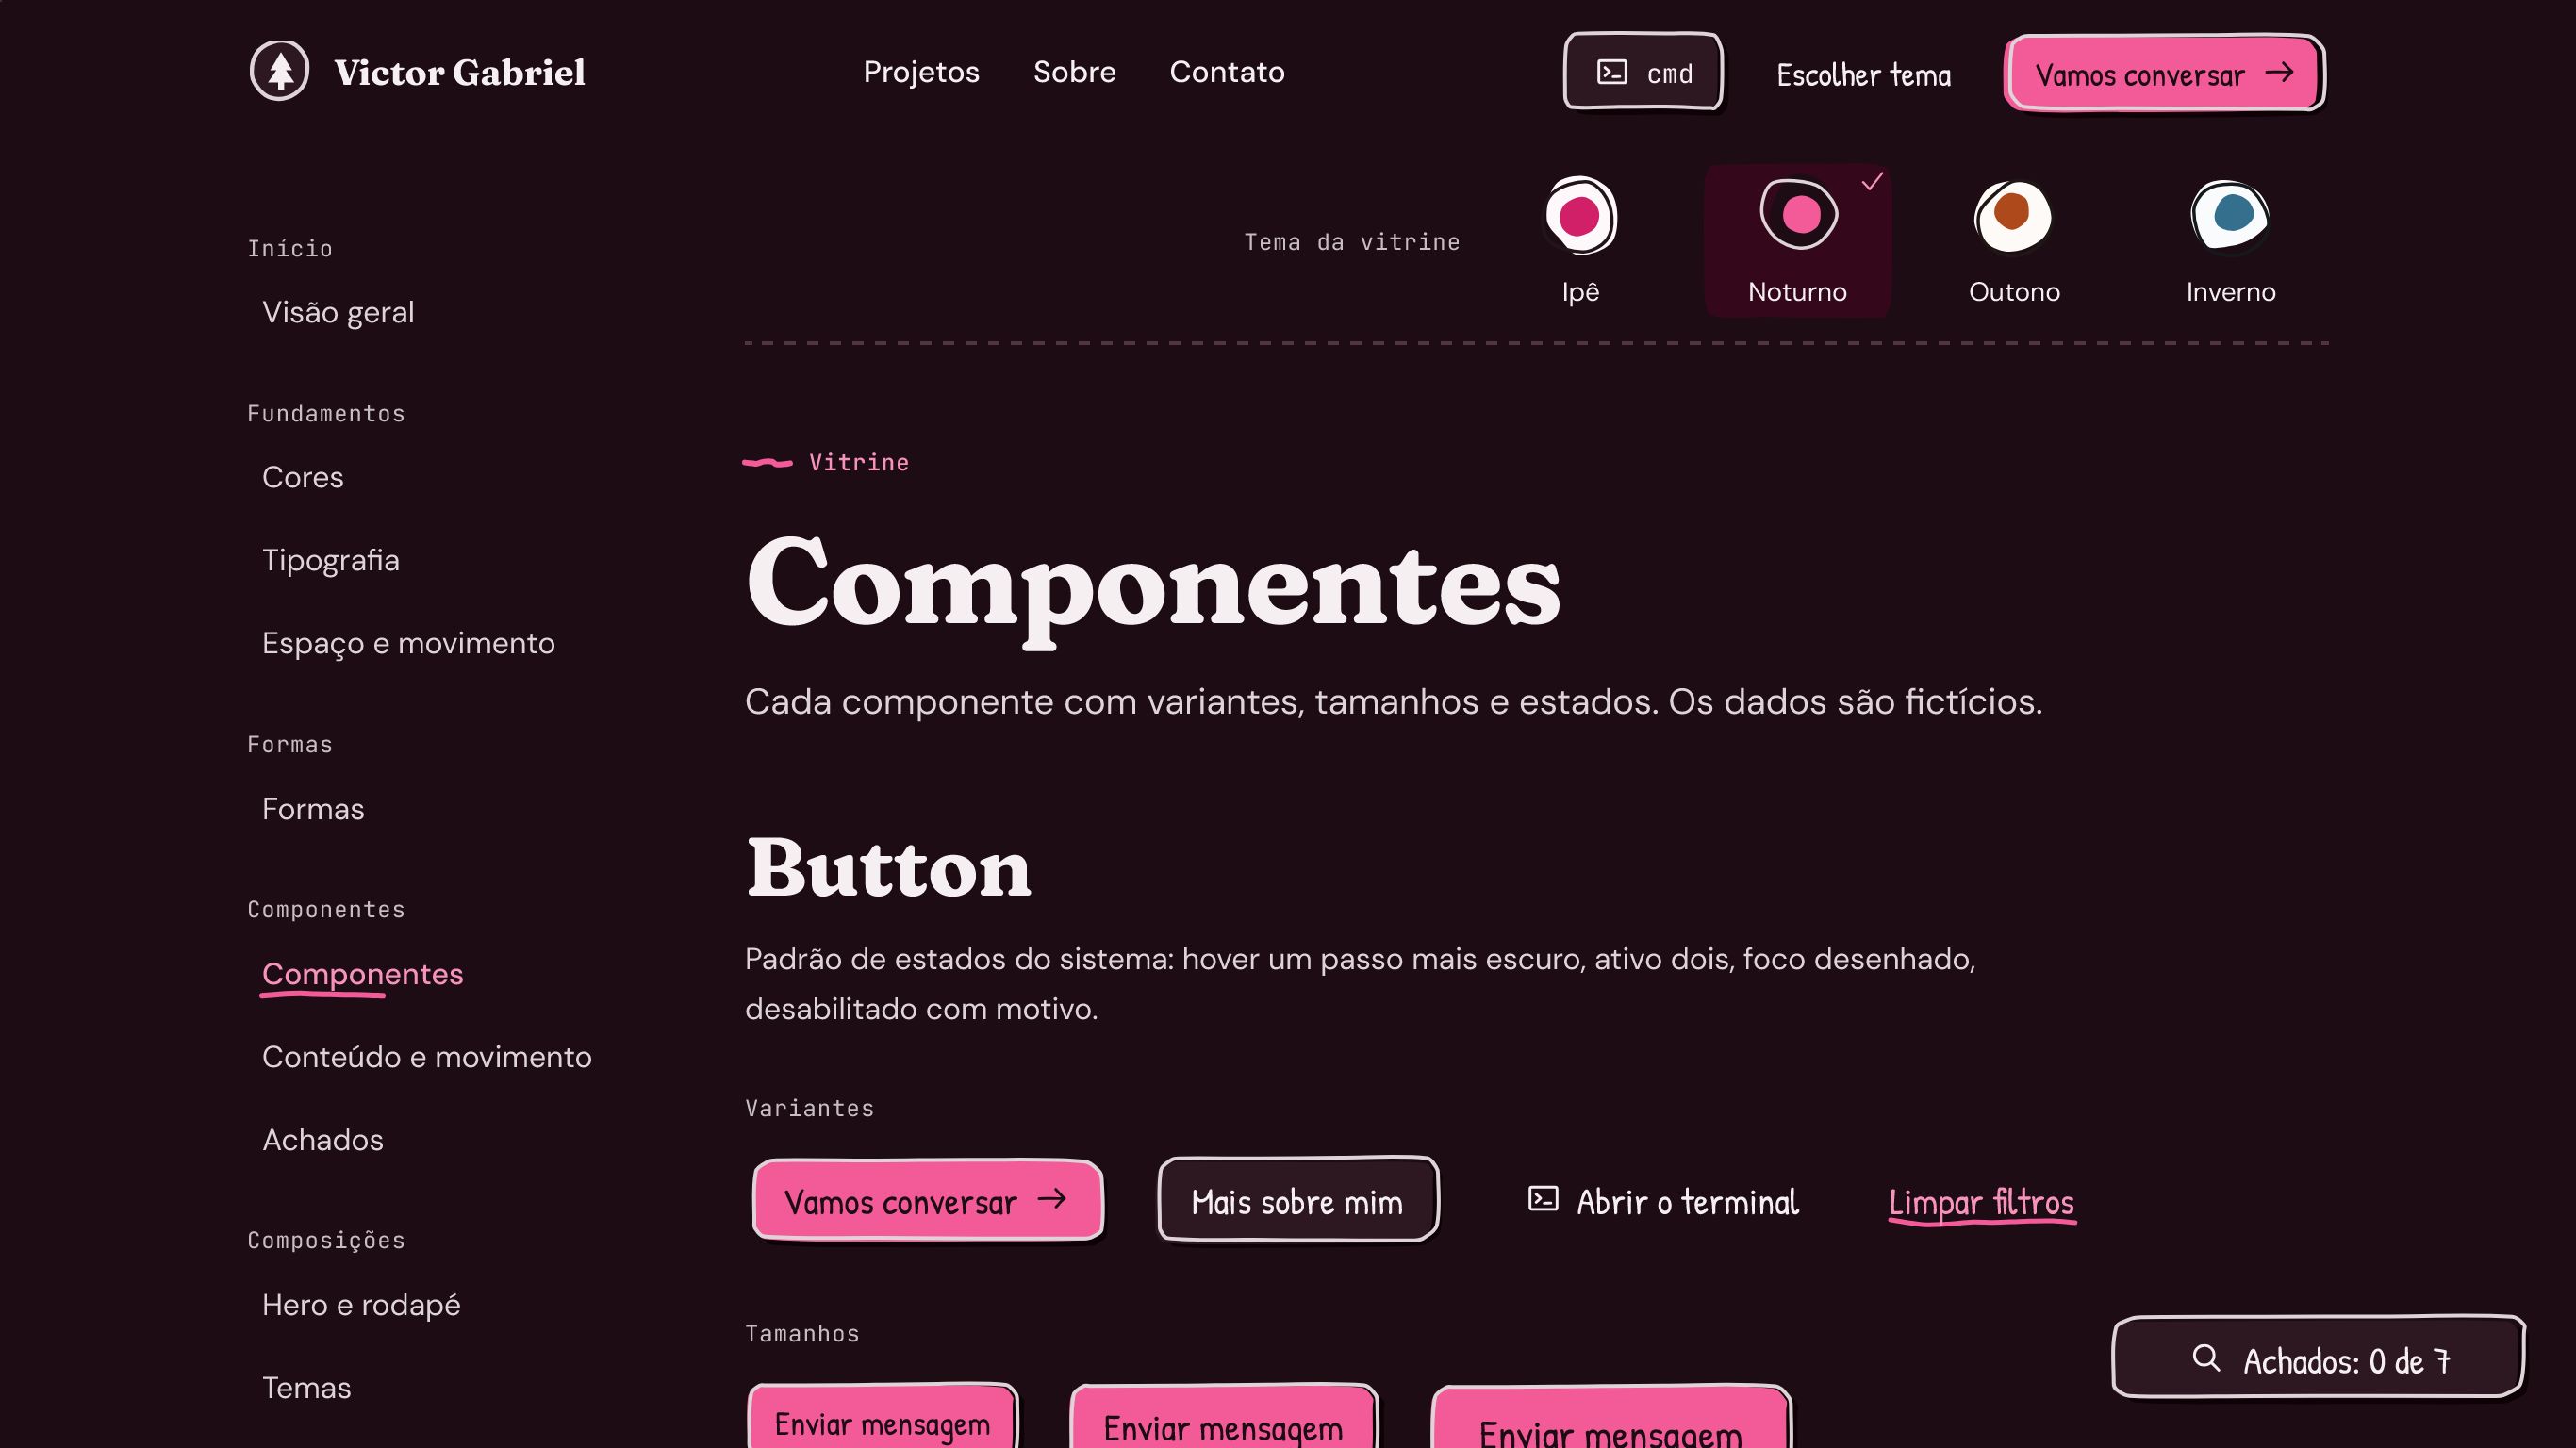 Victor Gabriel
Projetos
Sobre
Contato
cmd
Escolher tema
Vamos conversar
Tema da vitrine
Ipê
Noturno
Outono
Inverno
Início
Visão geral
Fundamentos
Cores
Tipografia
Espaço e movimento
Formas
Formas
Componentes
Componentes
Conteúdo e movimento
Achados
Composições
Hero e rodapé
Temas
Vitrine
Componentes
Cada componente com variantes, tamanhos e estados. Os dados são fictícios.
Button
Padrão de estados do sistema: hover um passo mais escuro, ativo dois, foco desenhado,
desabilitado com motivo.
Variantes
Vamos conversar
Mais sobre mim
Abrir o terminal
Limpar filtros
Tamanhos
Enviar mensagem
Enviar mensagem
Enviar mensagem
Achados: 0 de 7